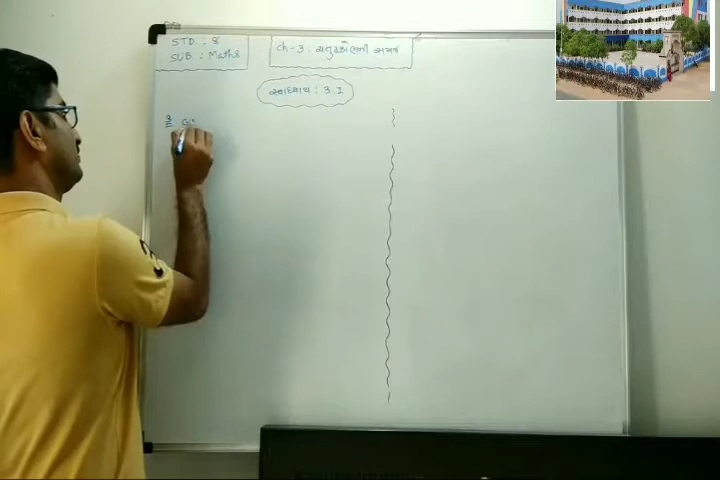 STD. : 8
SUB. : Maths
Ch - 3. ચતુષ્કોણની સમજ
સ્વાધ્યાય : 3.1